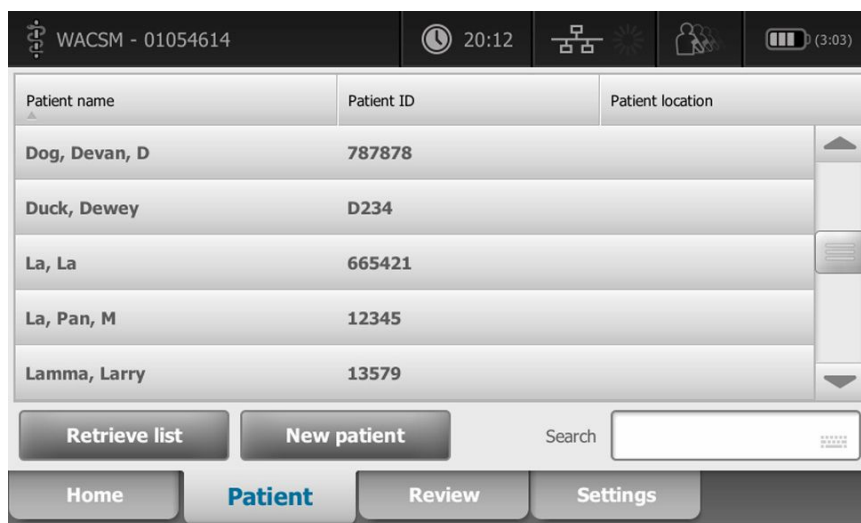 WACSM - 01054614 20:12 (3:03)
Patient name Patient ID Patient location
Dog, Devan, D 787878
Duck, Dewey D234
La, La 665421
La, Pan, M 12345
Lamma, Larry 13579
Retrieve list New patient Search
Home Patient Review Settings